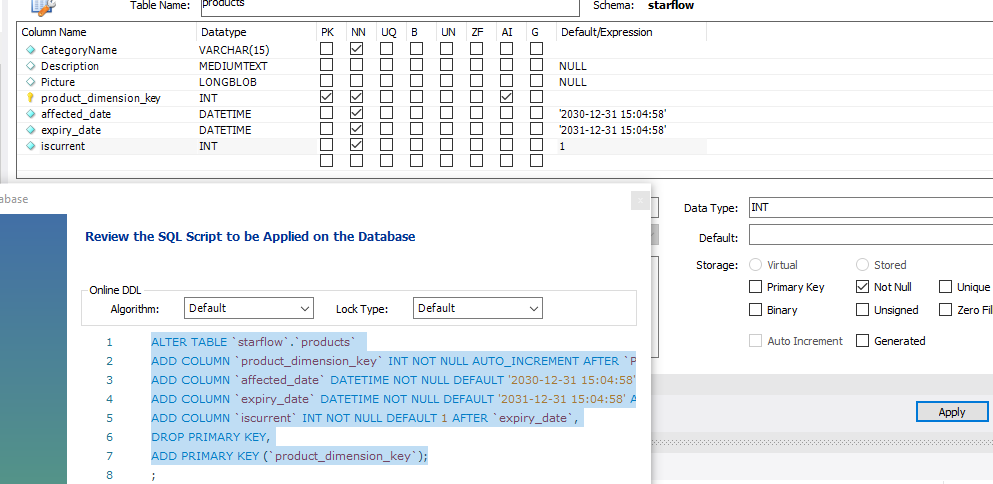 Table Name: products Schema: starflow
Column Name Datatype PK NN UQ B UN ZF AI G Default/Expression
CategoryName VARCHAR(15)
Description MEDIUMTEXT NULL
Picture LONGBLOB NULL
product_dimension_key INT
affected_date DATETIME '2030-12-31 15:04:58'
expiry_date DATETIME '2031-12-31 15:04:58'
iscurrent INT 1
abase
Data Type: INT
Review the SQL Script to be Applied on the Database
Default:
Storage: Virtual Stored
Online DDL
Primary Key Not Null Unique
Algorithm: Default Lock Type: Default
Binary Unsigned Zero Fil
Auto Increment Generated
1 ALTER TABLE `starflow`.`products`
2 ADD COLUMN `product_dimension_key` INT NOT NULL AUTO_INCREMENT AFTER `P
3 ADD COLUMN `affected_date` DATETIME NOT NULL DEFAULT '2030-12-31 15:04:58'
4 ADD COLUMN `expiry_date` DATETIME NOT NULL DEFAULT '2031-12-31 15:04:58' A
5 ADD COLUMN `iscurrent` INT NOT NULL DEFAULT 1 AFTER `expiry_date`,
Apply
6 DROP PRIMARY KEY,
7 ADD PRIMARY KEY (`product_dimension_key`);
8 ;